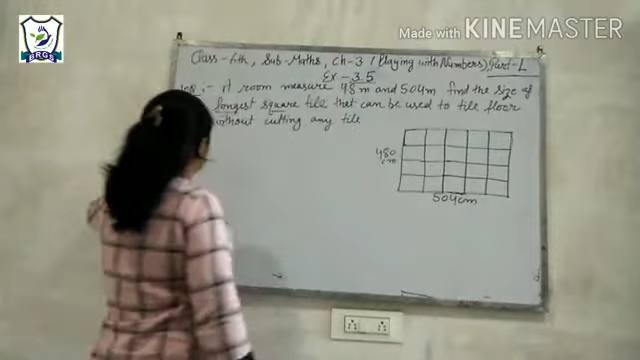 Made with KINEMASTER
BRGS
Class-6th, Sub-Maths, Ch-3 (Playing with Numbers), Part-L
Ex-3.5
:- A room measure 48m and 504m find the size of
longest square tile that can be used to tile floor
without cutting any tile
480
cm
504cm